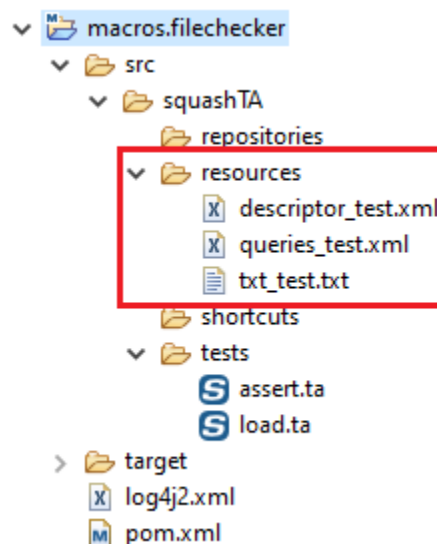 macros.filechecker
src
squashTA
repositories
resources
descriptor_test.xml
queries_test.xml
txt_test.txt
shortcuts
tests
assert.ta
load.ta
target
log4j2.xml
pom.xml